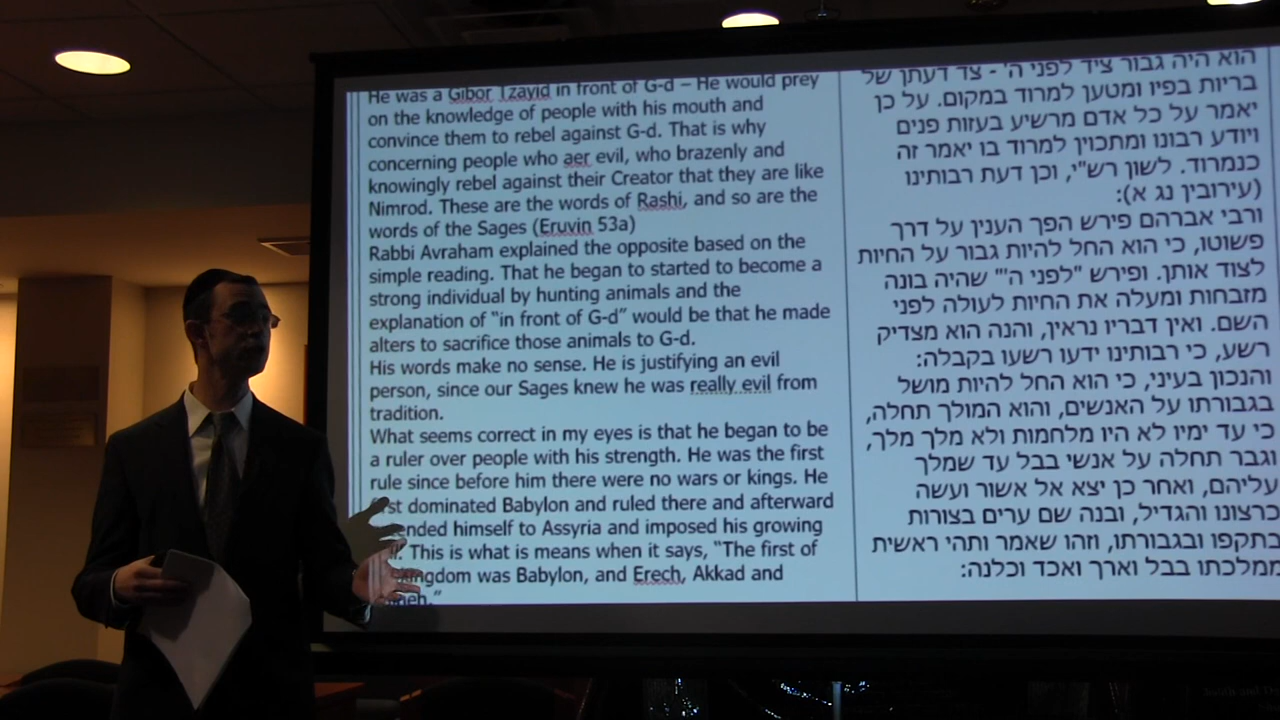 He was a Gibor Tzayid in front of G-d – He would prey
on the knowledge of people with his mouth and
convince them to rebel against G-d. That is why
concerning people who aer evil, who brazenly and
knowingly rebel against their Creator that they are like
Nimrod. These are the words of Rashi, and so are the
words of the Sages (Eruvin 53a)
Rabbi Avraham explained the opposite based on the
simple reading. That he began to started to become a
strong individual by hunting animals and the
explanation of "in front of G-d" would be that he made
alters to sacrifice those animals to G-d.
His words make no sense. He is justifying an evil
person, since our Sages knew he was really evil from
tradition.
What seems correct in my eyes is that he began to be
a ruler over people with his strength. He was the first
rule since before him there were no wars or kings. He
dominated Babylon and ruled there and afterward
himself to Assyria and imposed his growing
This is what is means when it says, "The first of
kingdom was Babylon, and Erech, Akkad and
הוא היה גבור ציד לפני ה' - צד דעתן של
בריות בפיו ומטען למרוד במקום. על כן
יאמר על כל אדם מרשיע בעזות פנים
ויודע רבונו ומתכוין למרוד בו יאמר זה
כנמרוד. לשון רש"י, וכן דעת רבותינו
(עירובין נג א):
ורבי אברהם פירש הפך הענין על דרך
פשוטו, כי הוא החל להיות גבור על החיות
לצוד אותן. ופירש "לפני ה'" שהיה בונה
מזבחות ומעלה את החיות לעולה לפני
השם. ואין דבריו נראין, והנה הוא מצדיק
רשע, כי רבותינו ידעו רשעו בקבלה:
והנכון בעיני, כי הוא החל להיות מושל
בגבורתו על האנשים, והוא המולך תחלה,
כי עד ימיו לא היו מלחמות ולא מלך מלך,
וגבר תחלה על אנשי בבל עד שמלך
עליהם, ואחר כן יצא אל אשור ועשה
כרצונו והגדיל, ובנה שם ערים בצורות
בתקפו ובגבורתו, וזהו שאמר ותהי ראשית
ממלכתו בבל וארך ואכד וכלנה: